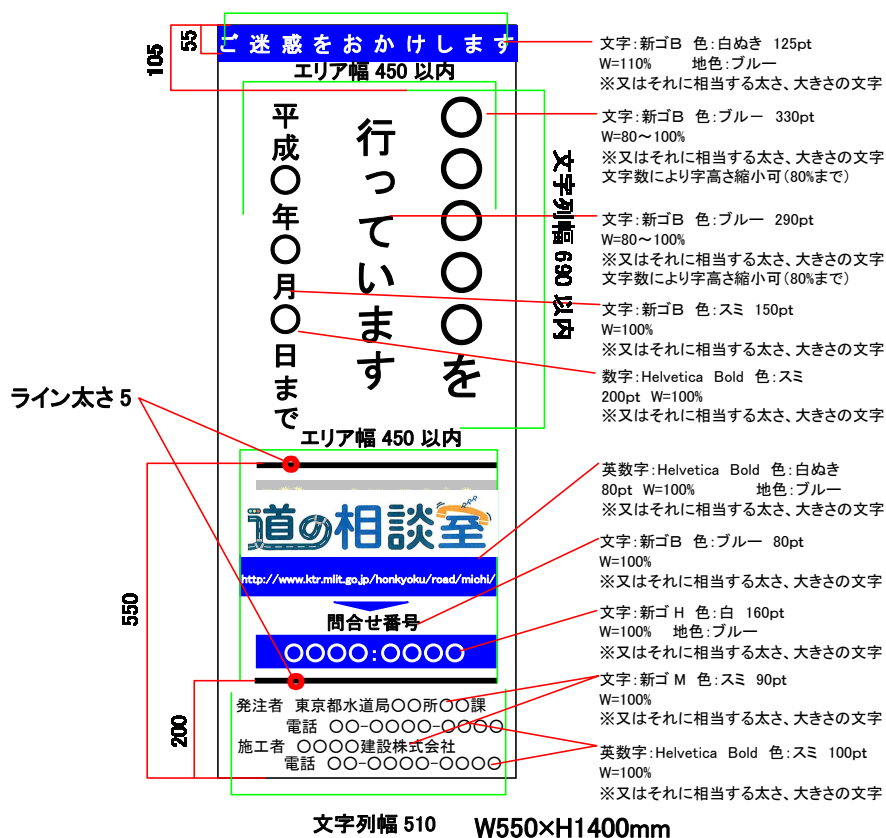 ご迷惑をおかけします
エリア幅 450 以内
〇〇〇〇〇を
行っています
平成〇年〇月〇日まで
エリア幅 450 以内
道の相談室
http://www.ktr.mlit.go.jp/honkyoku/road/michi/
問合せ番号
〇〇〇〇:〇〇〇〇
発注者 東京都水道局〇〇所〇〇課
電話 〇〇-〇〇〇〇-〇〇〇〇
施工者 〇〇〇〇建設株式会社
電話 〇〇-〇〇〇〇-〇〇〇〇
文字列幅 510
W550×H1400mm
55
105
文字列幅 690 以内
ライン太さ 5
550
200
文字:新ゴB 色:白ぬき 125pt
W=110% 地色:ブルー
※又はそれに相当する太さ、大きさの文字
文字:新ゴB 色:ブルー 330pt
W=80～100%
※又はそれに相当する太さ、大きさの文字
文字数により字高さ縮小可(80%まで)
文字:新ゴB 色:ブルー 290pt
W=80～100%
※又はそれに相当する太さ、大きさの文字
文字数により字高さ縮小可(80%まで)
文字:新ゴB 色:スミ 150pt
W=100%
※又はそれに相当する太さ、大きさの文字
数字:Helvetica Bold 色:スミ
200pt W=100%
※又はそれに相当する太さ、大きさの文字
英数字:Helvetica Bold 色:白ぬき
80pt W=100% 地色:ブルー
※又はそれに相当する太さ、大きさの文字
文字:新ゴB 色:ブルー 80pt
W=100%
※又はそれに相当する太さ、大きさの文字
文字:新ゴ H 色:白 160pt
W=100% 地色:ブルー
※又はそれに相当する太さ、大きさの文字
文字:新ゴ M 色:スミ 90pt
W=100%
※又はそれに相当する太さ、大きさの文字
英数字:Helvetica Bold 色:スミ 100pt
W=100%
※又はそれに相当する太さ、大きさの文字